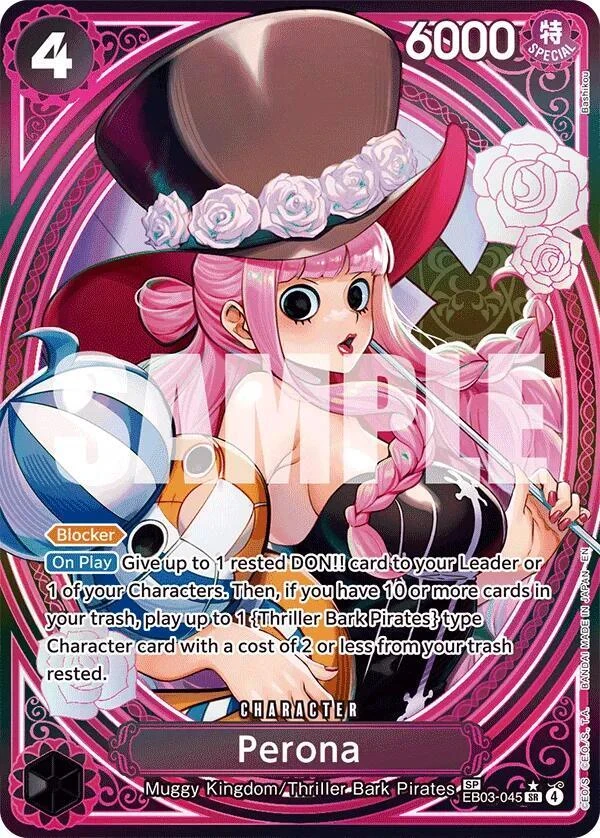 4
6000
特
SPECIAL
Bashikou
SAMPLE
Blocker
On Play Give up to 1 rested DON!! card to your Leader or
1 of your Characters. Then, if you have 10 or more cards in
your trash, play up to 1 {Thriller Bark Pirates} type
Character card with a cost of 2 or less from your trash
rested.
CHARACTER
Perona
Muggy Kingdom/Thriller Bark Pirates
SP
EB03-045 SR ★ 4
©E.O./S. ©E.O./S., T.A. BANDAI MADE IN JAPAN EN